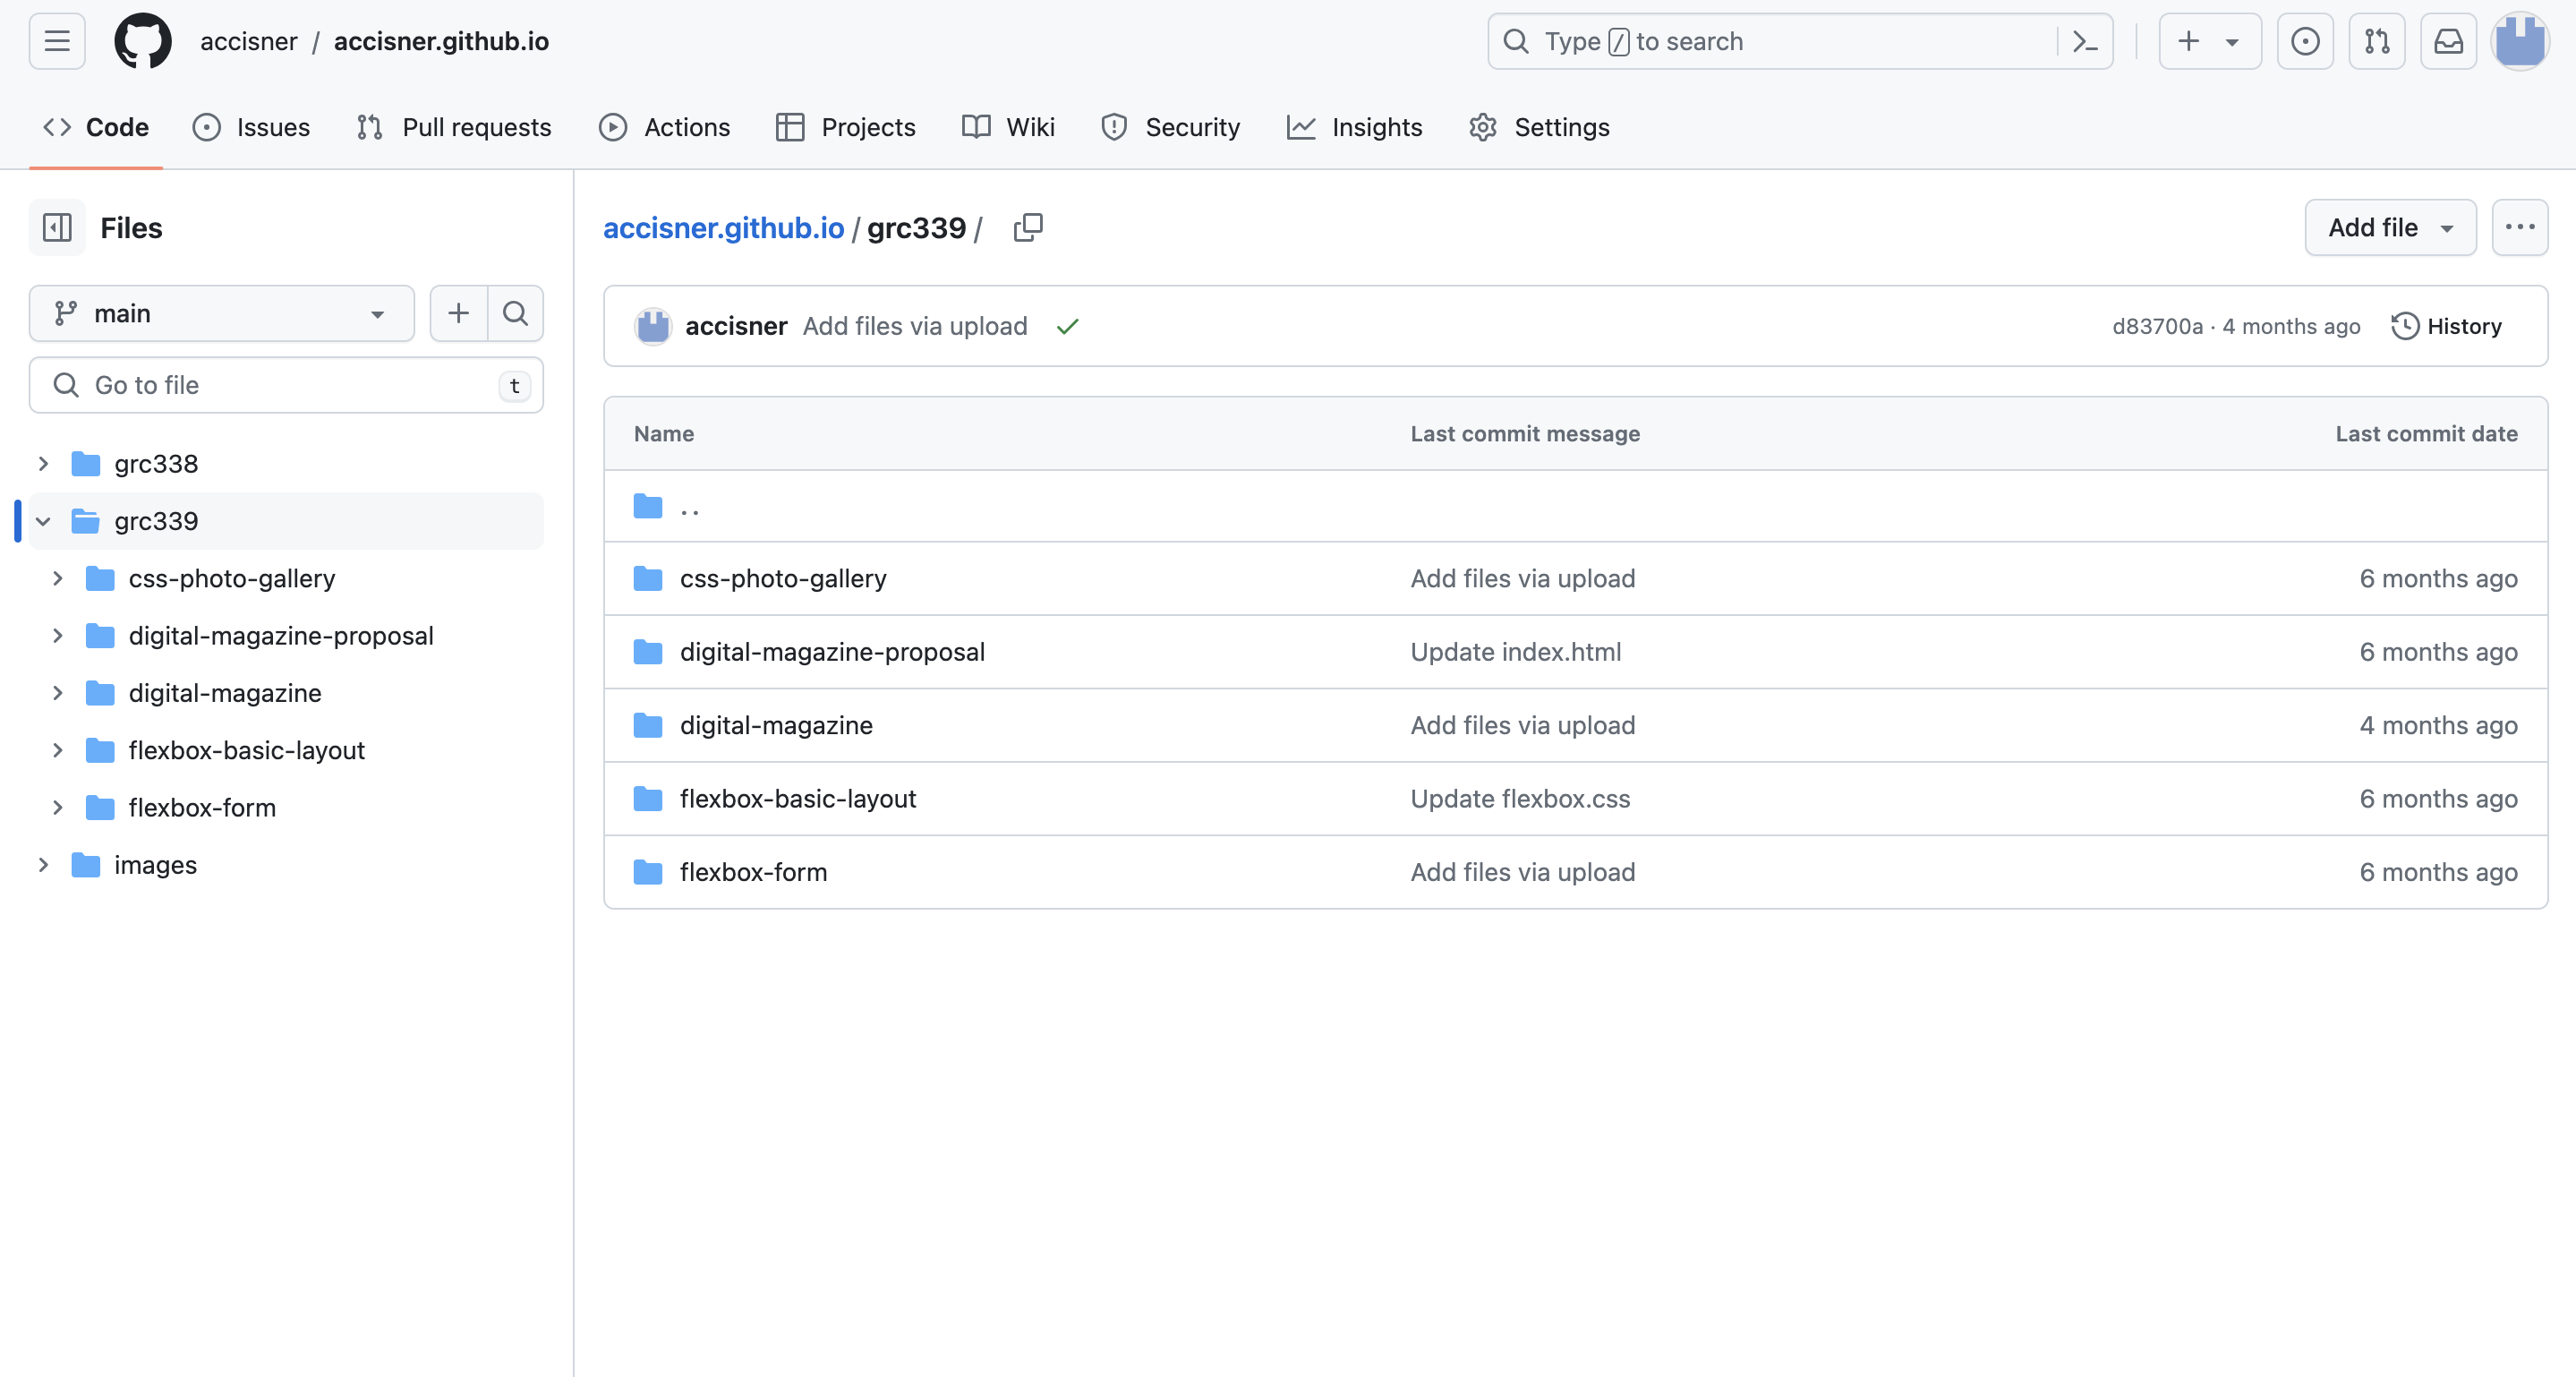 accisner / accisner.github.io
Type / to search
Code Issues Pull requests Actions Projects Wiki Security Insights Settings
Files
main
Go to file t
grc338
grc339
css-photo-gallery
digital-magazine-proposal
digital-magazine
flexbox-basic-layout
flexbox-form
images
accisner.github.io / grc339 /
Add file
accisner Add files via upload d83700a · 4 months ago History
Name Last commit message Last commit date
..
css-photo-gallery Add files via upload 6 months ago
digital-magazine-proposal Update index.html 6 months ago
digital-magazine Add files via upload 4 months ago
flexbox-basic-layout Update flexbox.css 6 months ago
flexbox-form Add files via upload 6 months ago